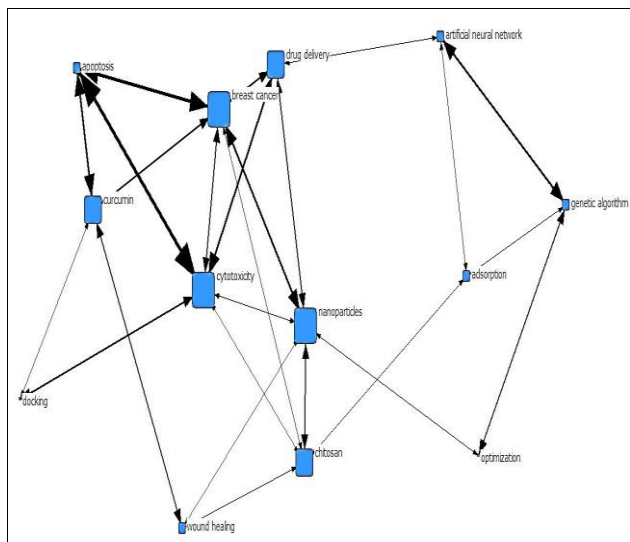 artificial neural network
drug delivery
apoptosis
breast cancer
curcumin
genetic algorithm
cytotoxicity
adsorption
nanoparticles
docking
chitosan
optimization
wound healing